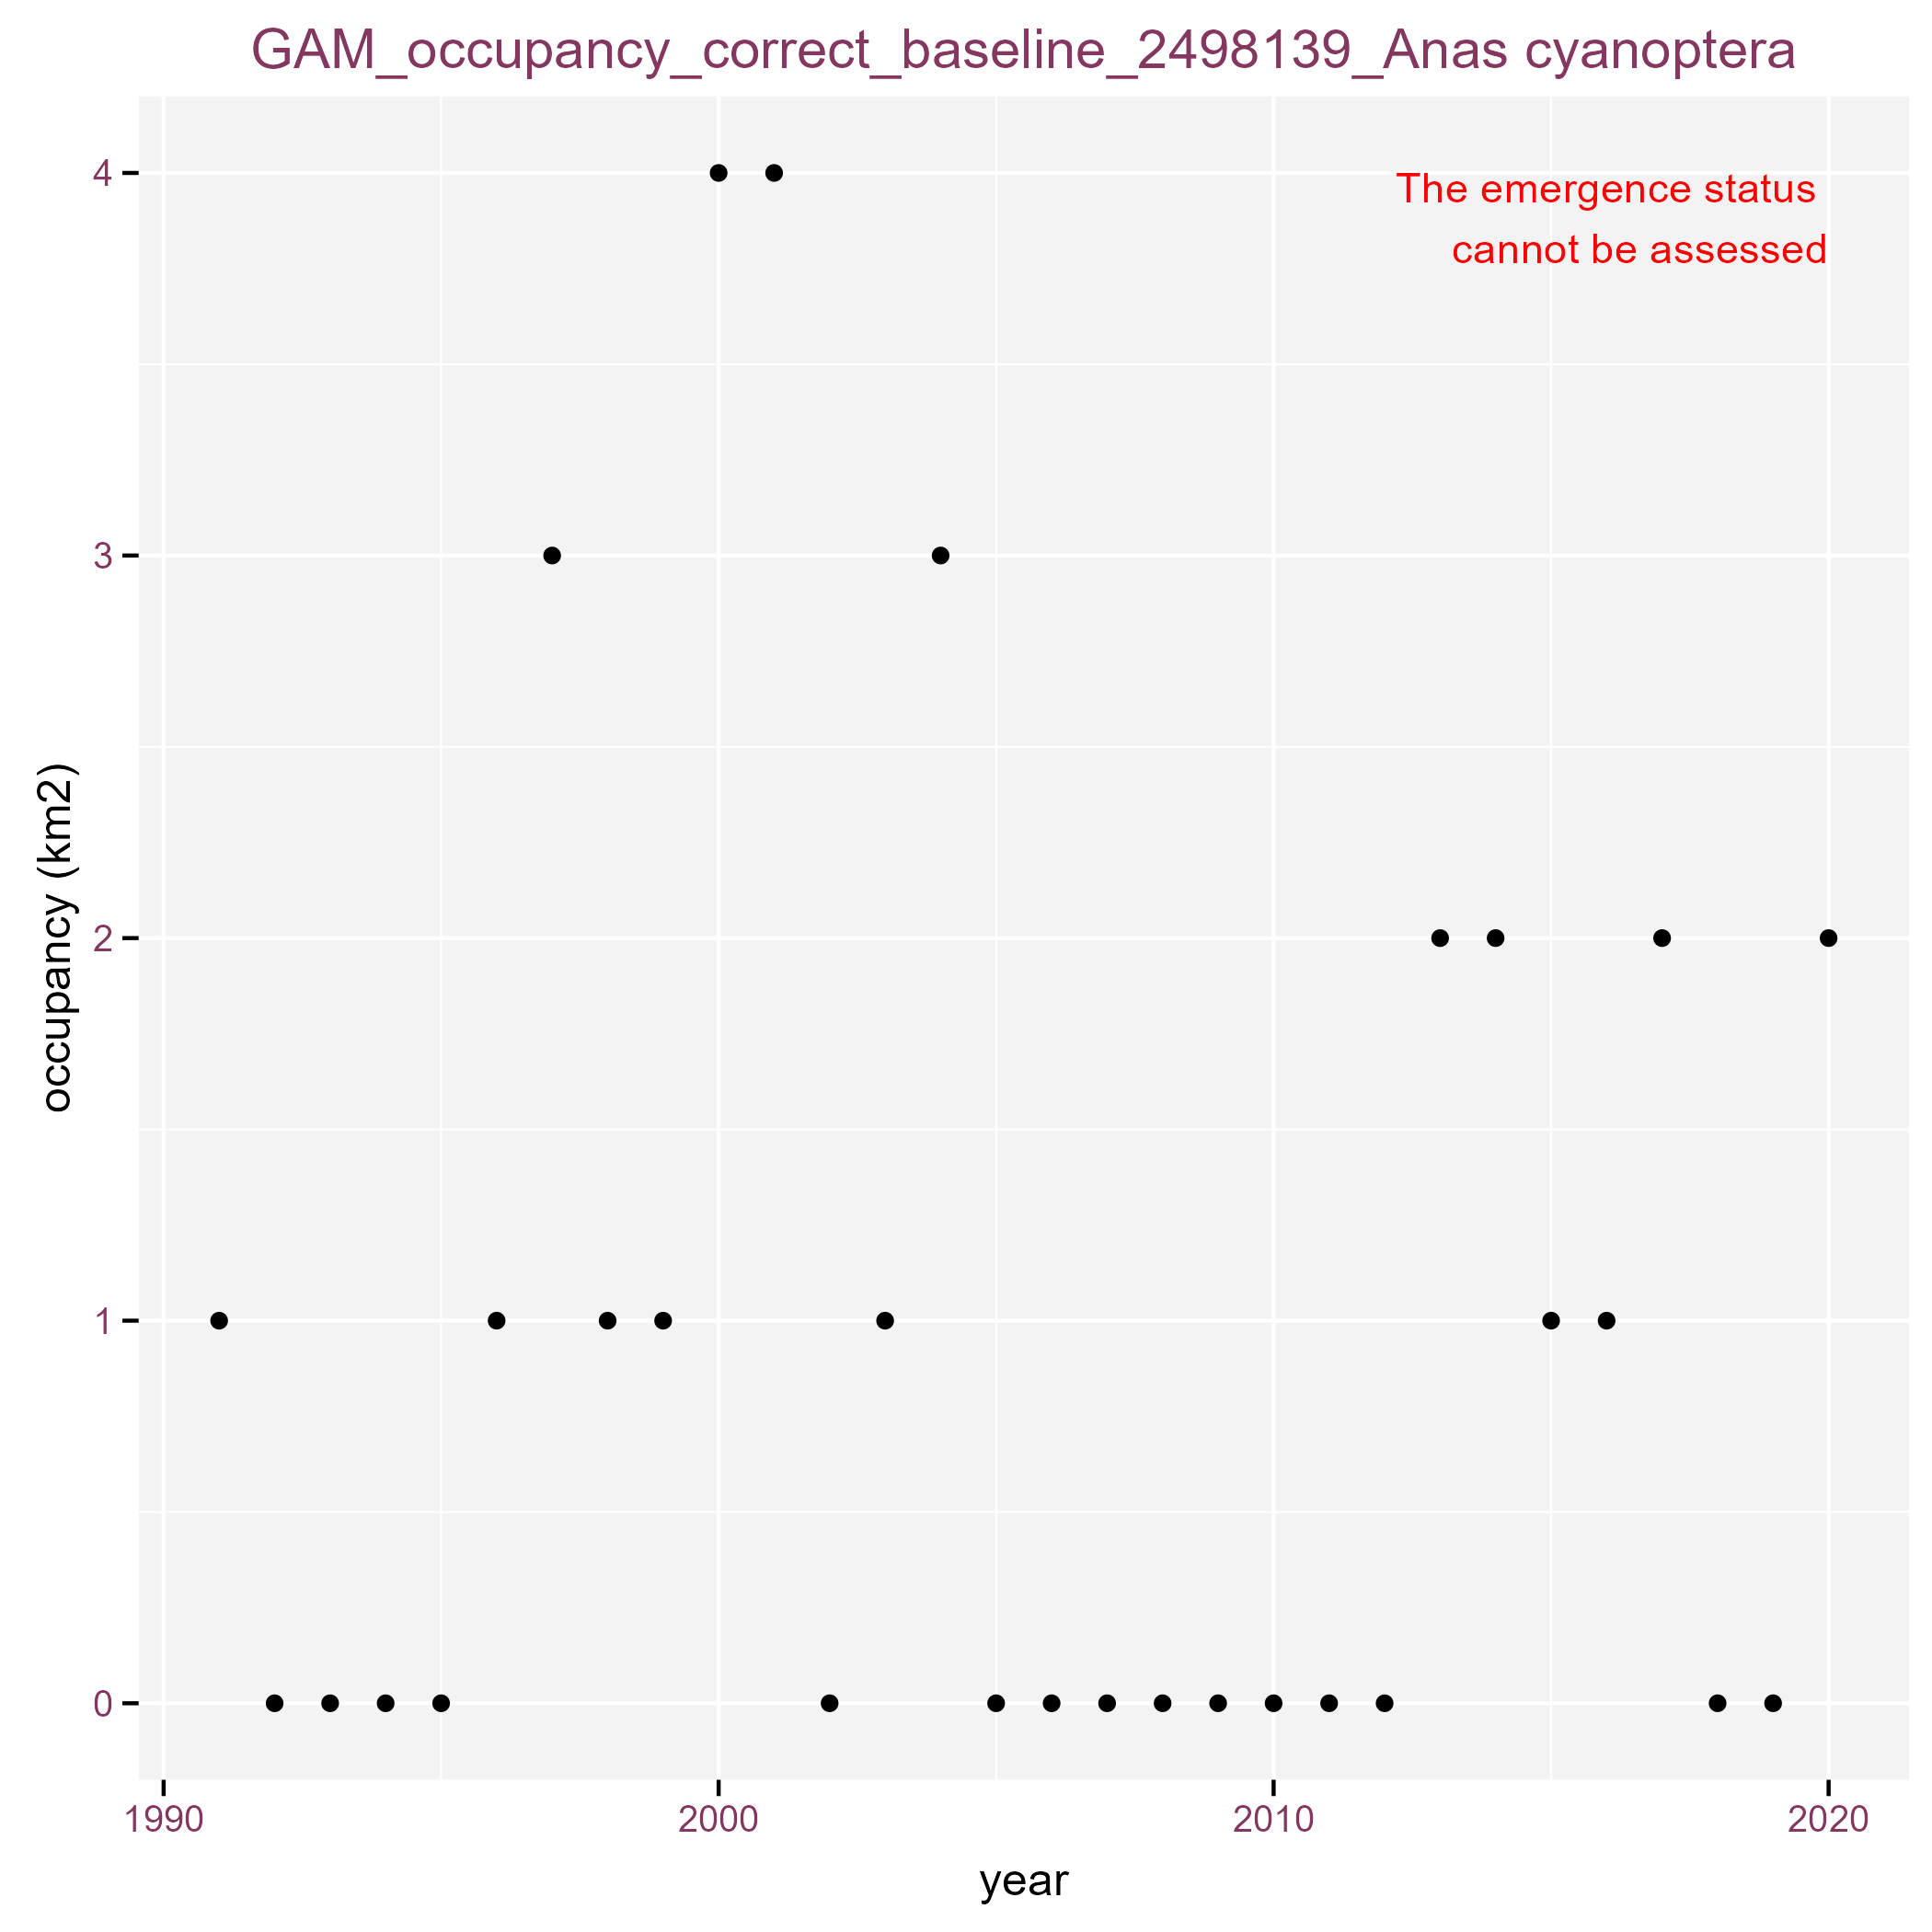 GAM_occupancy_correct_baseline_2498139_Anas cyanoptera
4
The emergence status
cannot be assessed
3
occupancy (km2)
2
1
0
1990 2000 2010 2020
year